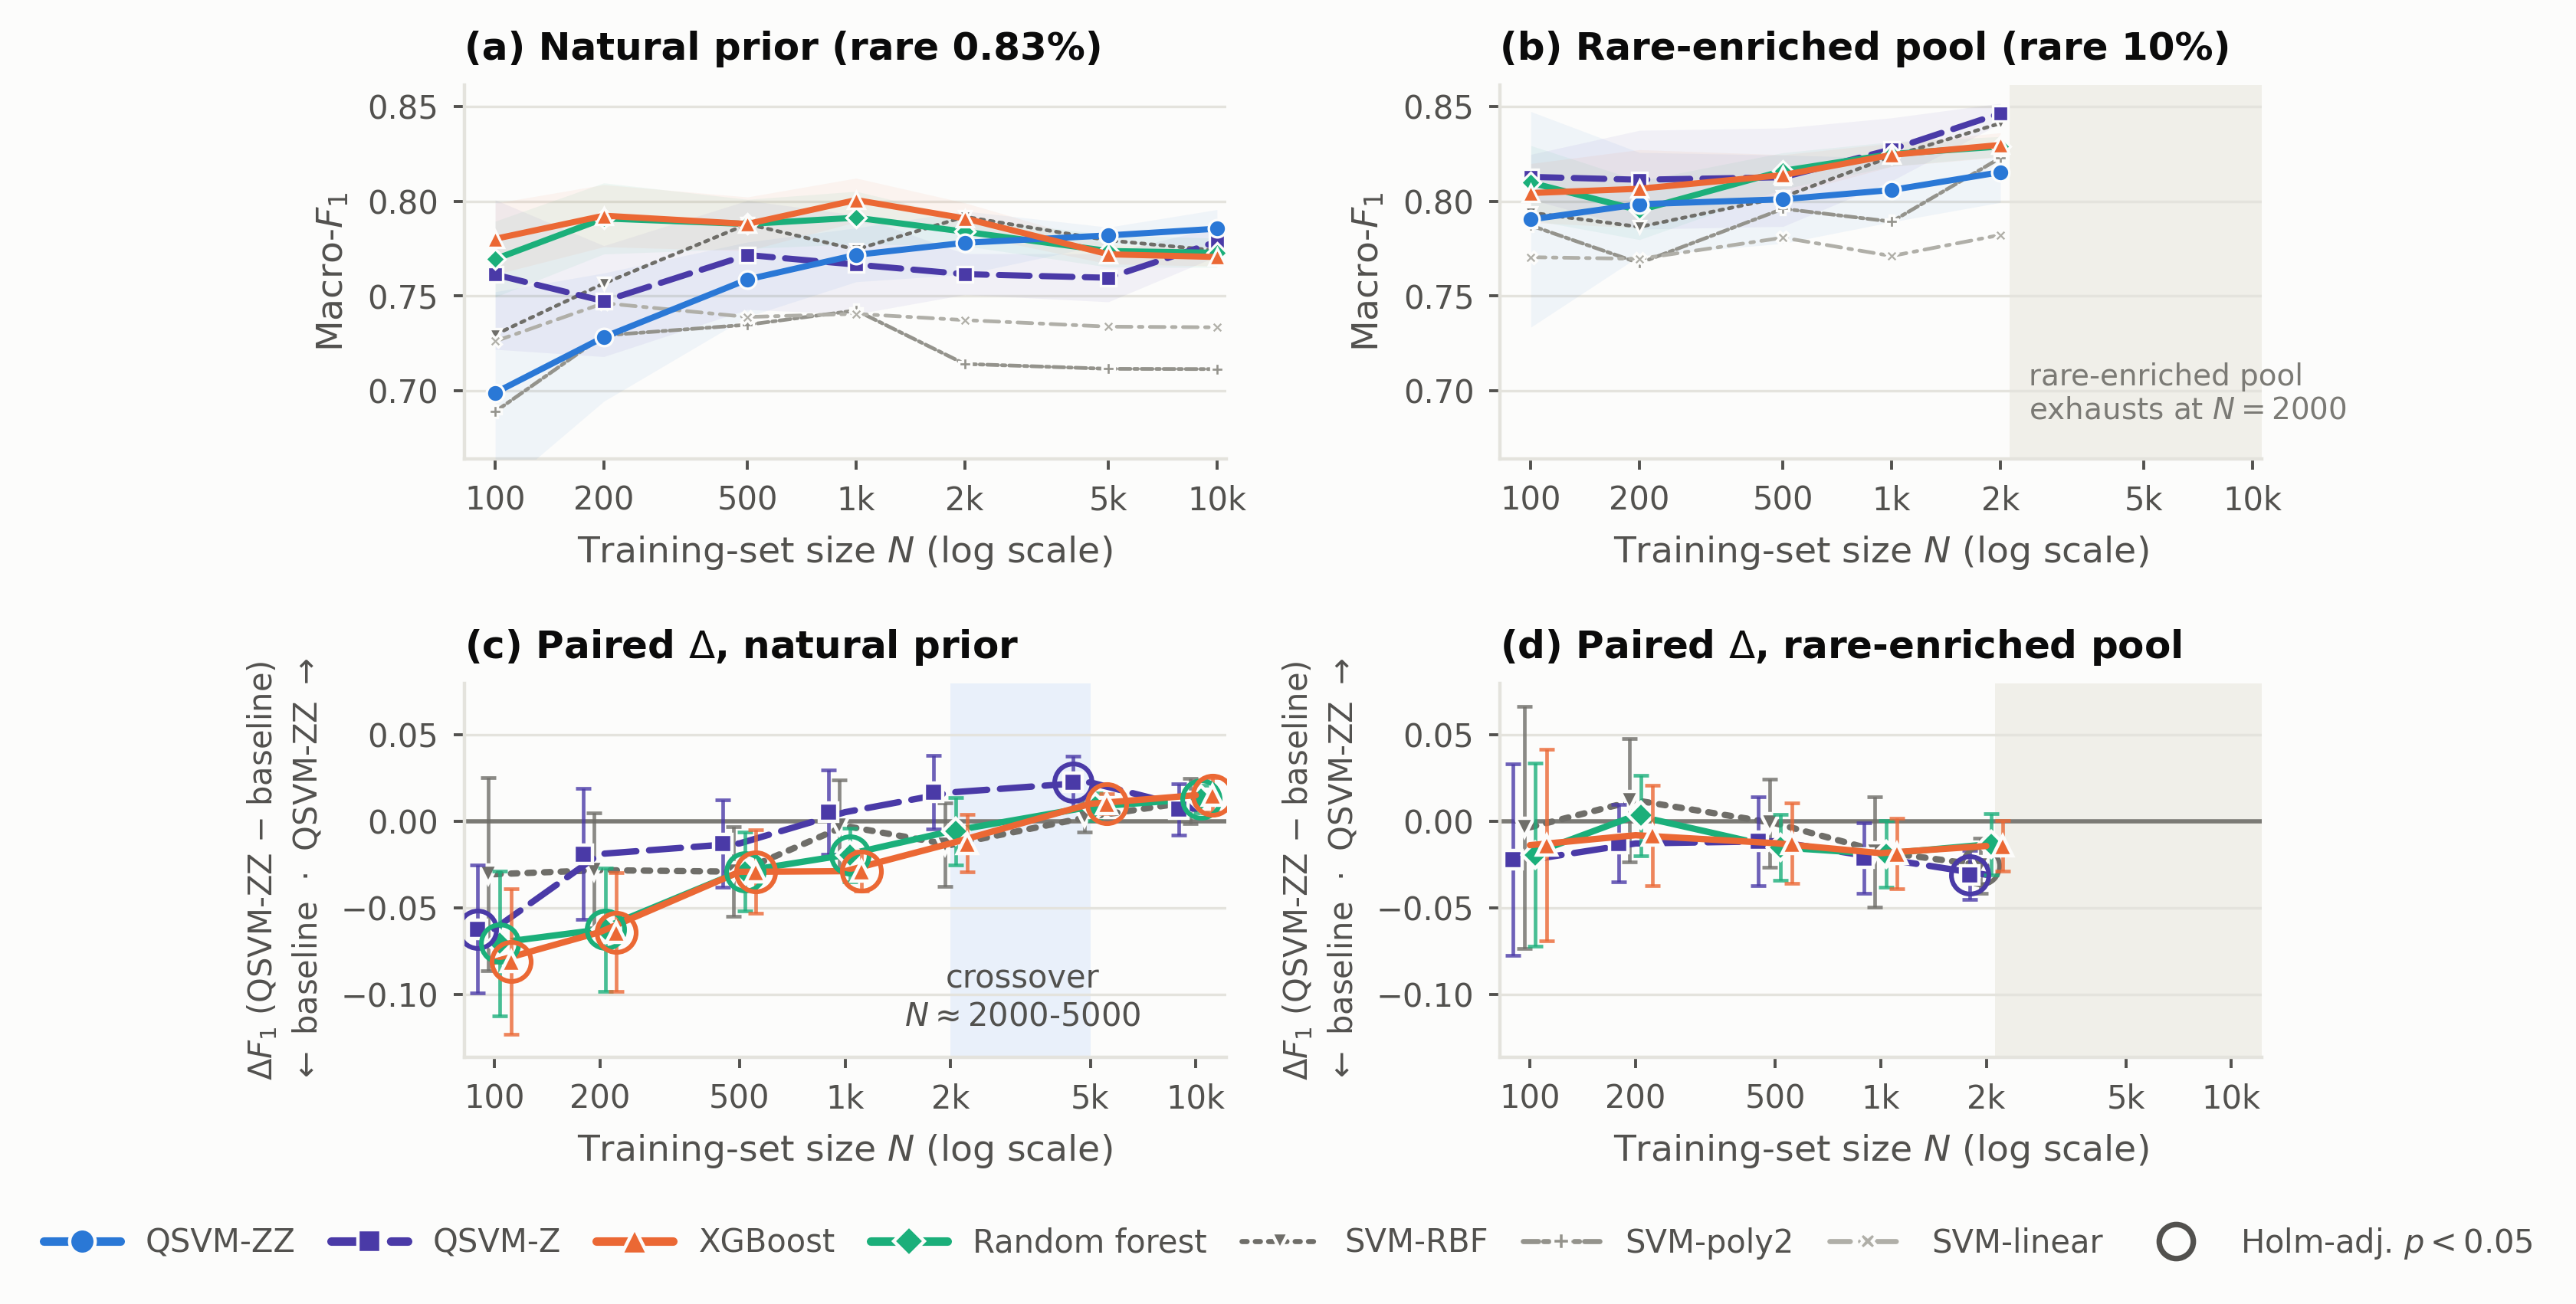 (a) Natural prior (rare 0.83%)
Macro-F₁
0.85
0.80
0.75
0.70
100 200 500 1k 2k 5k 10k
Training-set size N (log scale)
(b) Rare-enriched pool (rare 10%)
Macro-F₁
0.85
0.80
0.75
0.70
rare-enriched pool
exhausts at N = 2000
100 200 500 1k 2k 5k 10k
Training-set size N (log scale)
(c) Paired Δ, natural prior
ΔF₁ (QSVM-ZZ − baseline)
← baseline · QSVM-ZZ →
0.05
0.00
−0.05
−0.10
crossover
N ≈ 2000-5000
100 200 500 1k 2k 5k 10k
Training-set size N (log scale)
(d) Paired Δ, rare-enriched pool
ΔF₁ (QSVM-ZZ − baseline)
← baseline · QSVM-ZZ →
0.05
0.00
−0.05
−0.10
100 200 500 1k 2k 5k 10k
Training-set size N (log scale)
QSVM-ZZ QSVM-Z XGBoost Random forest SVM-RBF SVM-poly2 SVM-linear Holm-adj. p < 0.05